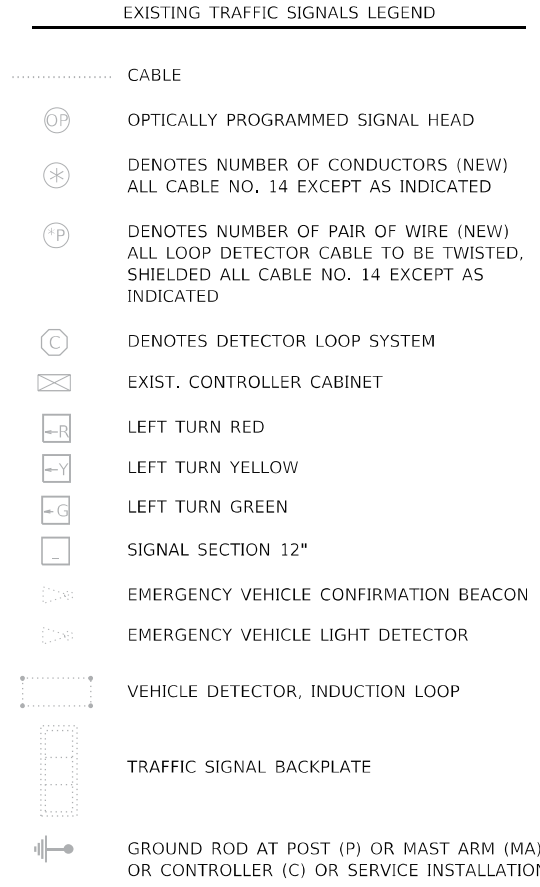 EXISTING TRAFFIC SIGNALS LEGEND
CABLE
OP OPTICALLY PROGRAMMED SIGNAL HEAD
DENOTES NUMBER OF CONDUCTORS (NEW)
* ALL CABLE NO. 14 EXCEPT AS INDICATED
*P DENOTES NUMBER OF PAIR OF WIRE (NEW)
ALL LOOP DETECTOR CABLE TO BE TWISTED,
SHIELDED ALL CABLE NO. 14 EXCEPT AS
INDICATED
C DENOTES DETECTOR LOOP SYSTEM
EXIST. CONTROLLER CABINET
←R LEFT TURN RED
←Y LEFT TURN YELLOW
←G LEFT TURN GREEN
_ SIGNAL SECTION 12"
EMERGENCY VEHICLE CONFIRMATION BEACON
EMERGENCY VEHICLE LIGHT DETECTOR
VEHICLE DETECTOR, INDUCTION LOOP
TRAFFIC SIGNAL BACKPLATE
GROUND ROD AT POST (P) OR MAST ARM (MA)
OR CONTROLLER (C) OR SERVICE INSTALLATION